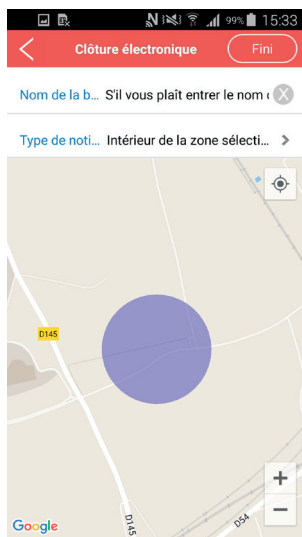 99% 15:33
Clôture électronique Fini
Nom de la b... S'il vous plaît entrer le nom
Type de noti... Intérieur de la zone sélecti...
D145
D145
D54
Google